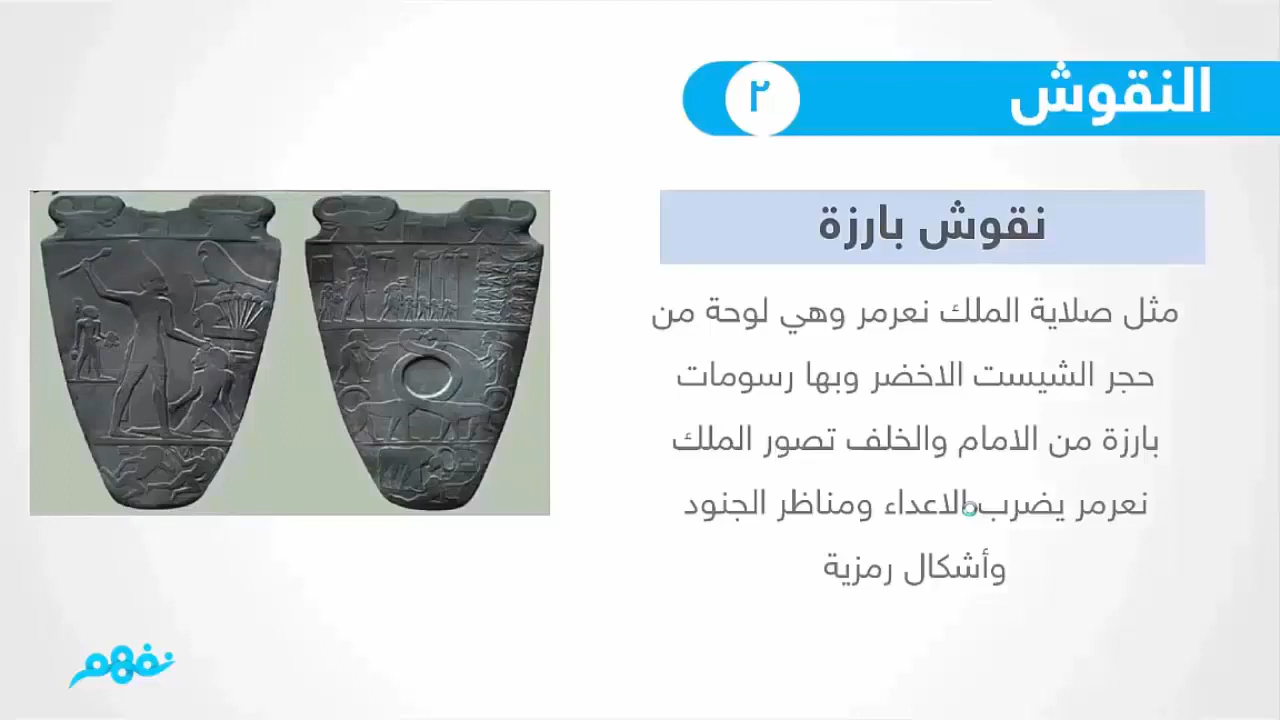 النقوش
٢
نقوش بارزة
مثل صلاية الملك نعرمر وهي لوحة من
حجر الشيست الاخضر وبها رسومات
بارزة من الامام والخلف تصور الملك
نعرمر يضرب الاعداء ومناظر الجنود
وأشكال رمزية
نفهم